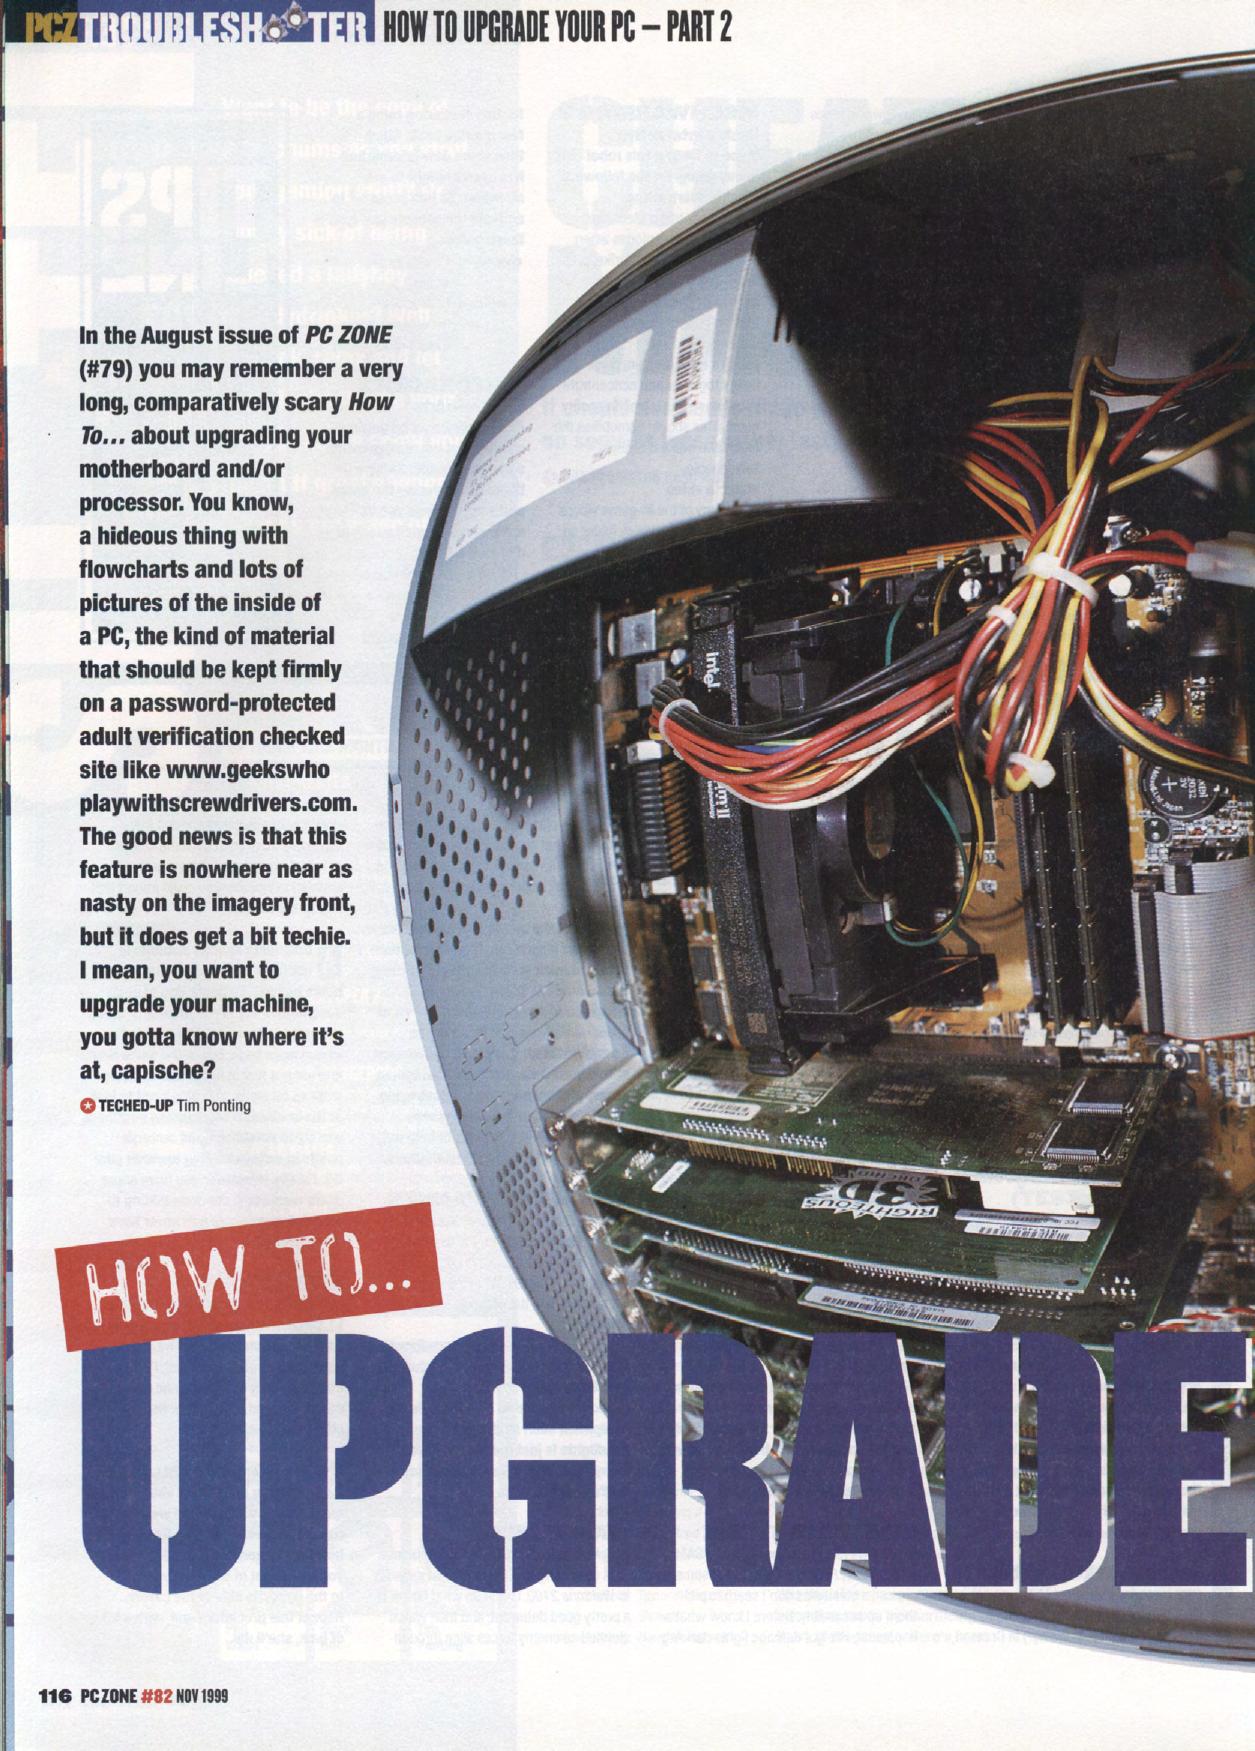 PCZTROUBLESHOOTER HOW TO UPGRADE YOUR PC – PART 2
In the August issue of PC ZONE
(#79) you may remember a very
long, comparatively scary How
To... about upgrading your
motherboard and/or
processor. You know,
a hideous thing with
flowcharts and lots of
pictures of the inside of
a PC, the kind of material
that should be kept firmly
on a password-protected
adult verification checked
site like www.geekswho
playwithscrewdrivers.com.
The good news is that this
feature is nowhere near as
nasty on the imagery front,
but it does get a bit techie.
I mean, you want to
upgrade your machine,
you gotta know where it's
at, capische?
TECHED-UP Tim Ponting
intel.
RIGHTEOUS
3D
ORCHID
HOW TO...
UPGRADE
116 PC ZONE #82 NOV 1999